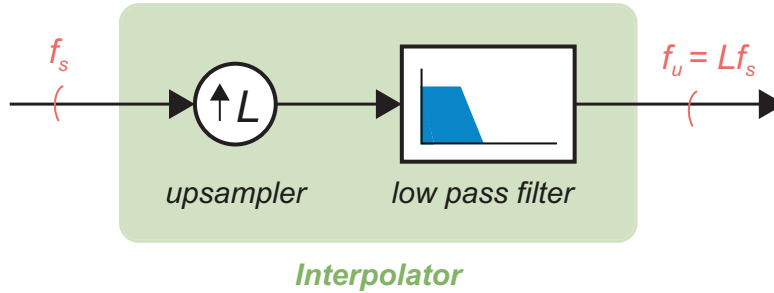 fs
fu = Lfs
↑ L
upsampler
low pass filter
Interpolator